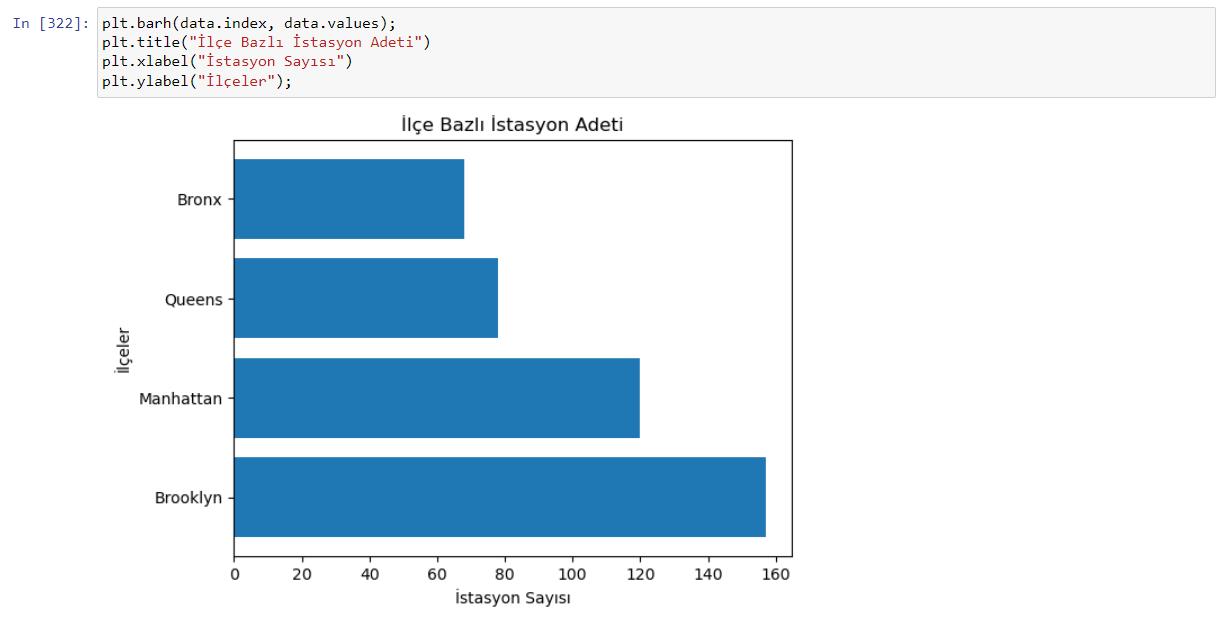 In [322]: plt.barh(data.index, data.values);
plt.title("İlçe Bazlı İstasyon Adeti")
plt.xlabel("İstasyon Sayısı")
plt.ylabel("İlçeler");
İlçe Bazlı İstasyon Adeti
Bronx
Queens
Manhattan
Brooklyn
İlçeler
0 20 40 60 80 100 120 140 160
İstasyon Sayısı